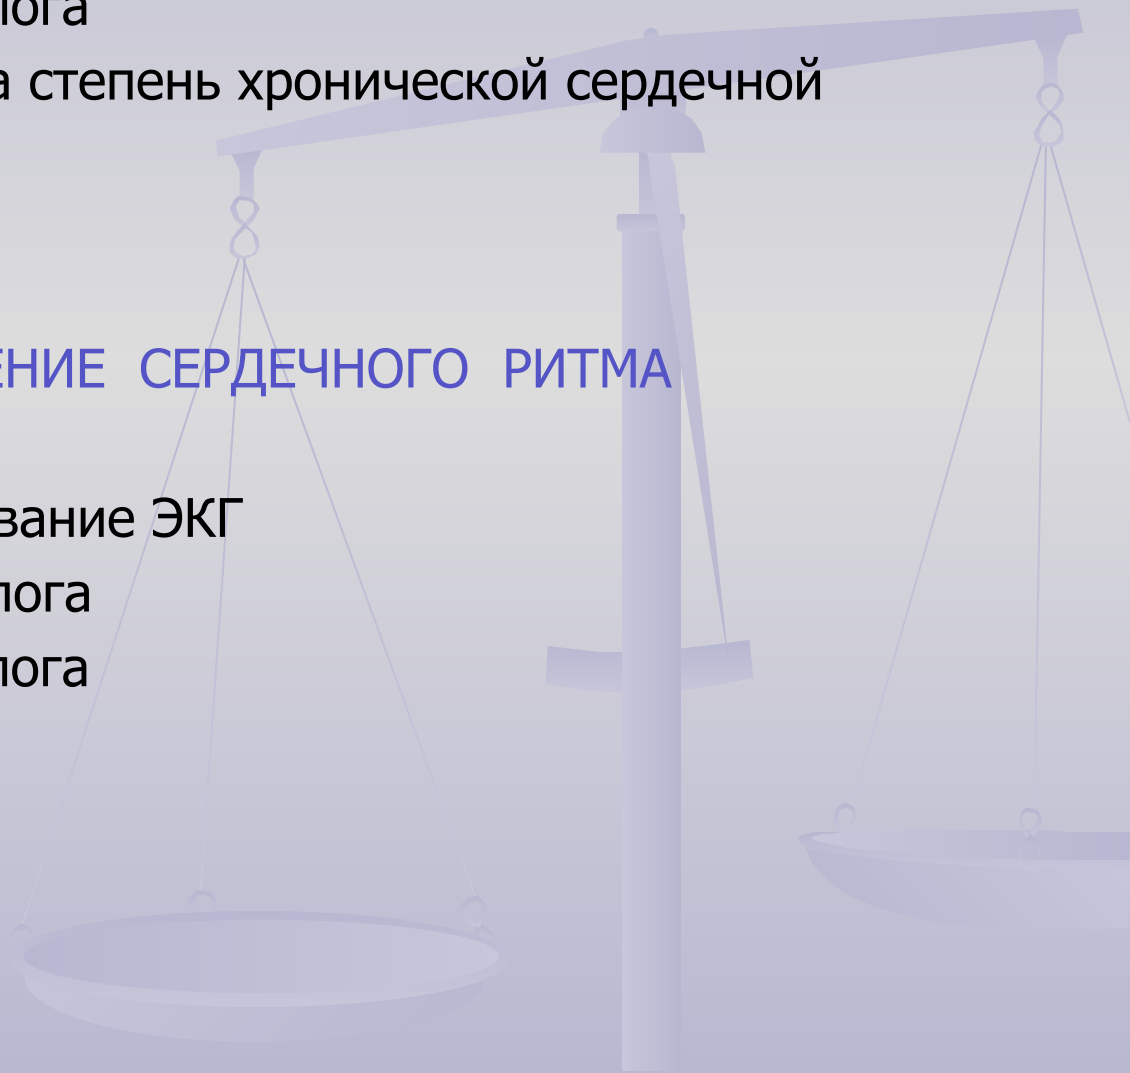 лога
а степень хронической сердечной
ЕНИЕ СЕРДЕЧНОГО РИТМА
вание ЭКГ
лога
лога